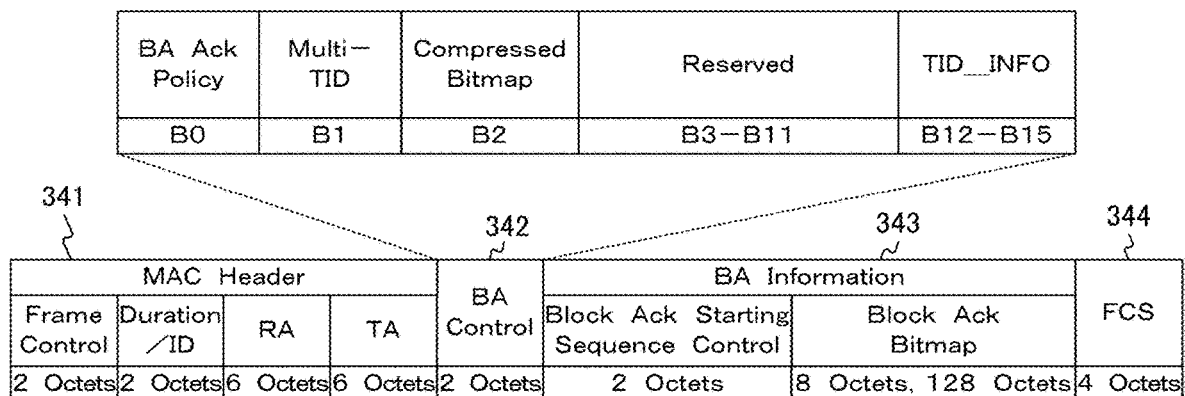 BA Ack Policy
Multi-TID
Compressed Bitmap
Reserved
TID__INFO
B0
B1
B2
B3-B11
B12-B15
341
342
343
344
MAC Header
BA Control
BA Information
FCS
Frame Control
Duration/ID
RA
TA
Block Ack Starting Sequence Control
Block Ack Bitmap
2 Octets
2 Octets
6 Octets
6 Octets
2 Octets
2 Octets
8 Octets, 128 Octets
4 Octets